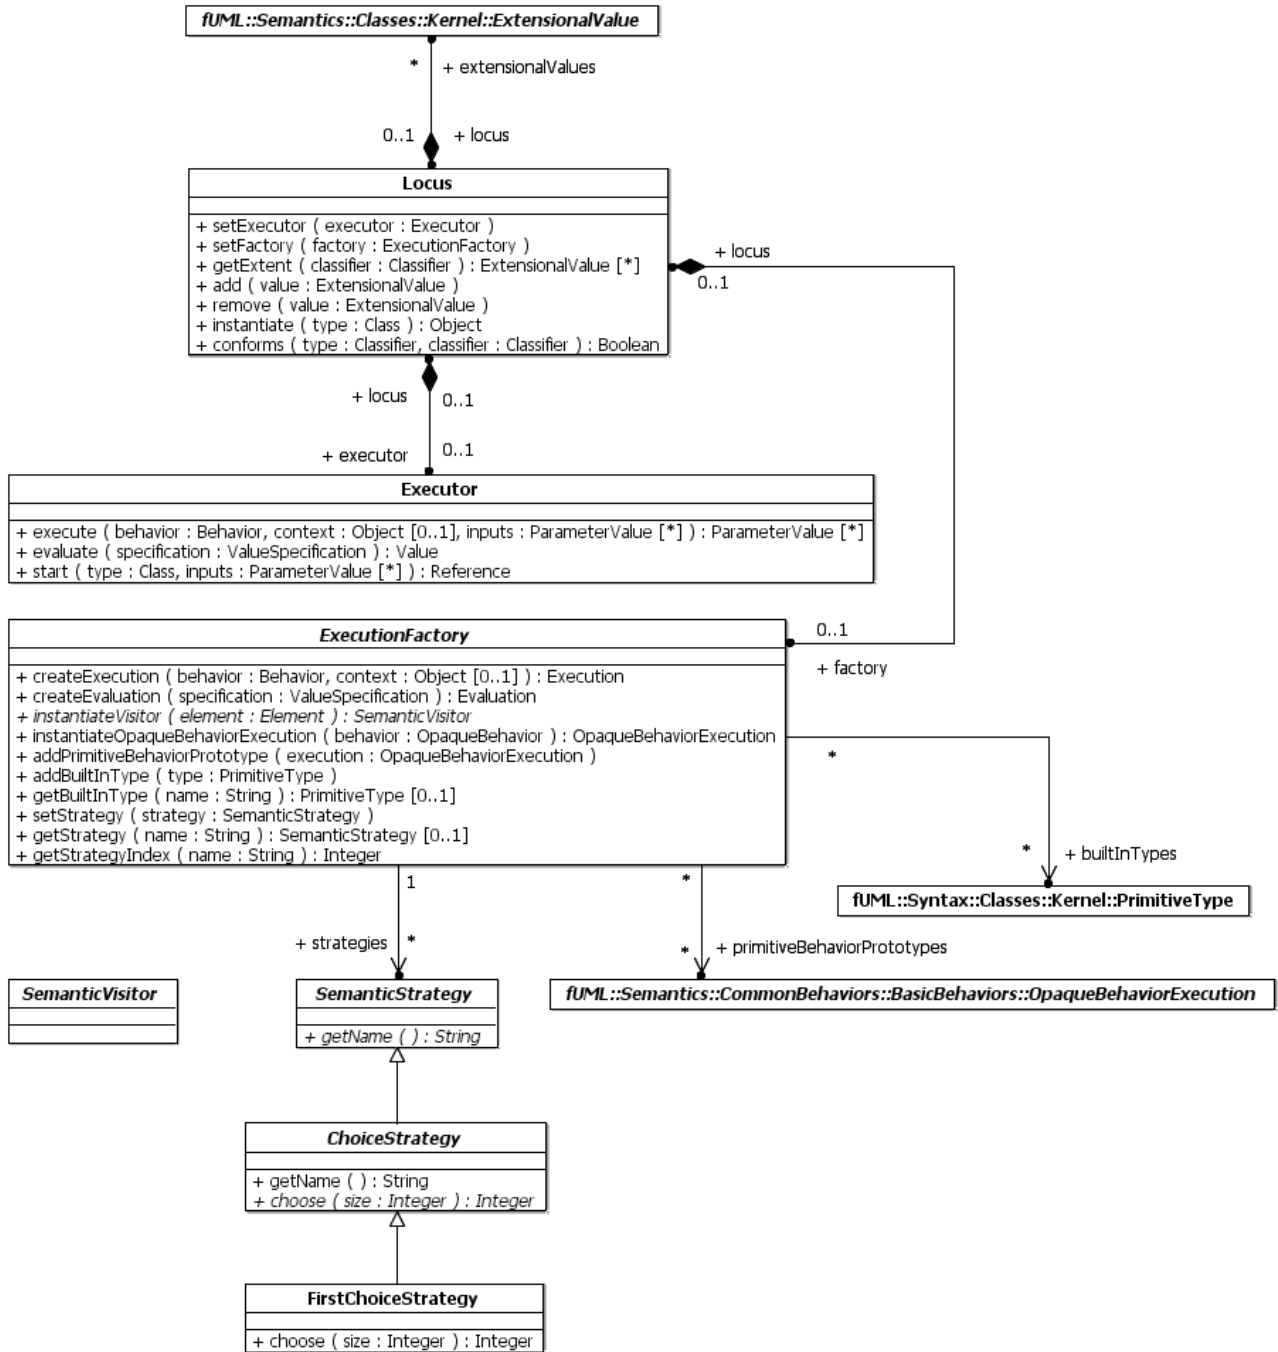 fUML::Semantics::Classes::Kernel::ExtensionalValue
* + extensionalValues
0..1 + locus
Locus
+ setExecutor ( executor : Executor )
+ setFactory ( factory : ExecutionFactory )
+ getExtent ( classifier : Classifier ) : ExtensionalValue [*]
+ add ( value : ExtensionalValue )
+ remove ( value : ExtensionalValue )
+ instantiate ( type : Class ) : Object
+ conforms ( type : Classifier, classifier : Classifier ) : Boolean
+ locus
0..1
+ locus 0..1
+ executor 0..1
Executor
+ execute ( behavior : Behavior, context : Object [0..1], inputs : ParameterValue [*] ) : ParameterValue [*]
+ evaluate ( specification : ValueSpecification ) : Value
+ start ( type : Class, inputs : ParameterValue [*] ) : Reference
ExecutionFactory
+ createExecution ( behavior : Behavior, context : Object [0..1] ) : Execution
+ createEvaluation ( specification : ValueSpecification ) : Evaluation
+ instantiateVisitor ( element : Element ) : SemanticVisitor
+ instantiateOpaqueBehaviorExecution ( behavior : OpaqueBehavior ) : OpaqueBehaviorExecution
+ addPrimitiveBehaviorPrototype ( execution : OpaqueBehaviorExecution )
+ addBuiltInType ( type : PrimitiveType )
+ getBuiltInType ( name : String ) : PrimitiveType [0..1]
+ setStrategy ( strategy : SemanticStrategy )
+ getStrategy ( name : String ) : SemanticStrategy [0..1]
+ getStrategyIndex ( name : String ) : Integer
0..1
+ factory
*
* + builtInTypes
fUML::Syntax::Classes::Kernel::PrimitiveType
1
*
+ strategies *
* + primitiveBehaviorPrototypes
SemanticVisitor
SemanticStrategy
+ getName ( ) : String
fUML::Semantics::CommonBehaviors::BasicBehaviors::OpaqueBehaviorExecution
ChoiceStrategy
+ getName ( ) : String
+ choose ( size : Integer ) : Integer
FirstChoiceStrategy
+ choose ( size : Integer ) : Integer